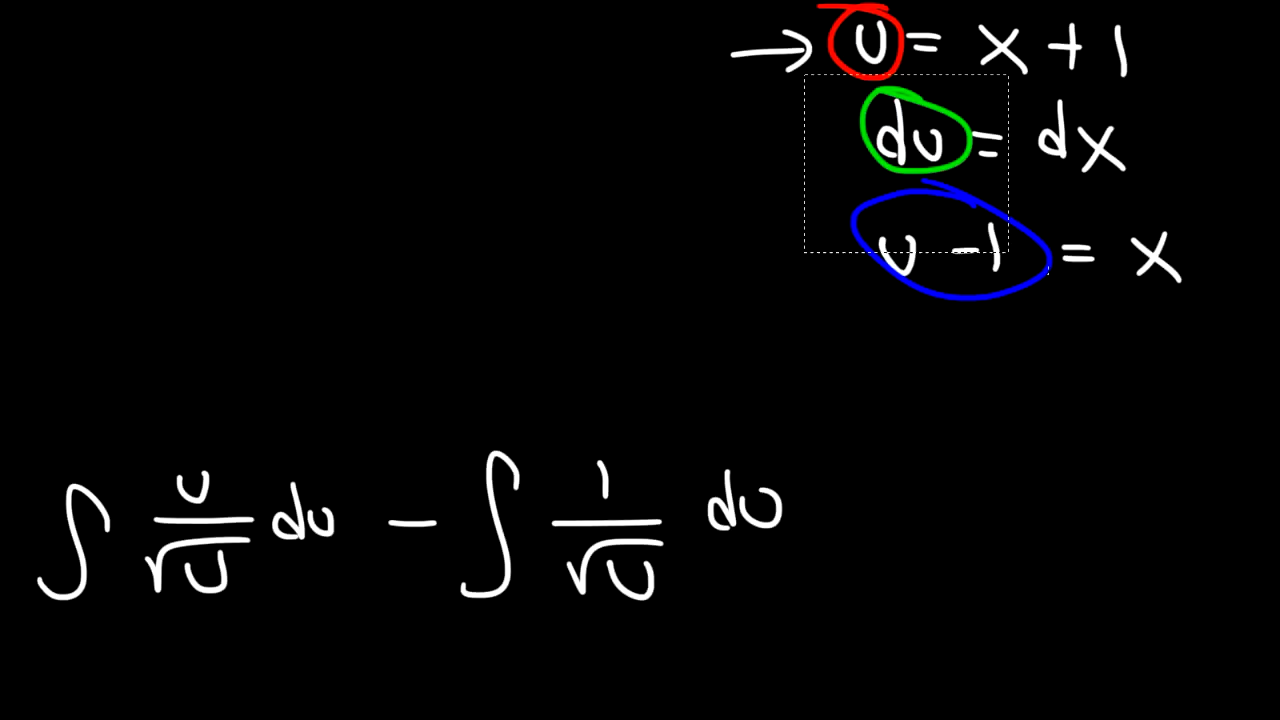 → u = x + 1
du = dx
u - 1 = x
∫ u/√u du - ∫ 1/√u du